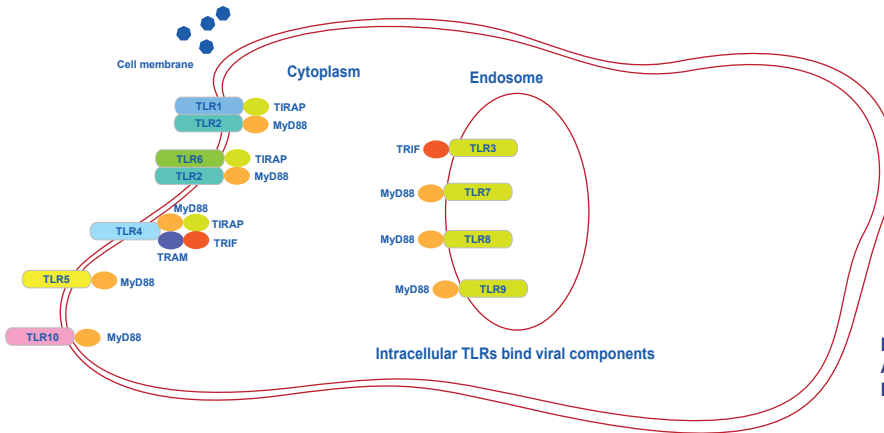 Cell membrane
Cytoplasm
Endosome
TLR1
TIRAP
TLR2
MyD88
TLR6
TIRAP
TLR2
MyD88
MyD88
TLR4
TIRAP
TRIF
TRAM
TLR5
MyD88
TLR10
MyD88
TRIF
TLR3
MyD88
TLR7
MyD88
TLR8
MyD88
TLR9
Intracellular TLRs bind viral components